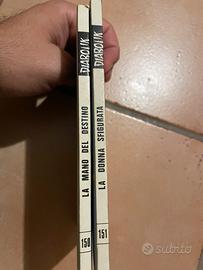 DIABOLIK
LA MANO DEL DESTINO
150
DIABOLIK
LA DONNA SFIGURATA
151
subito